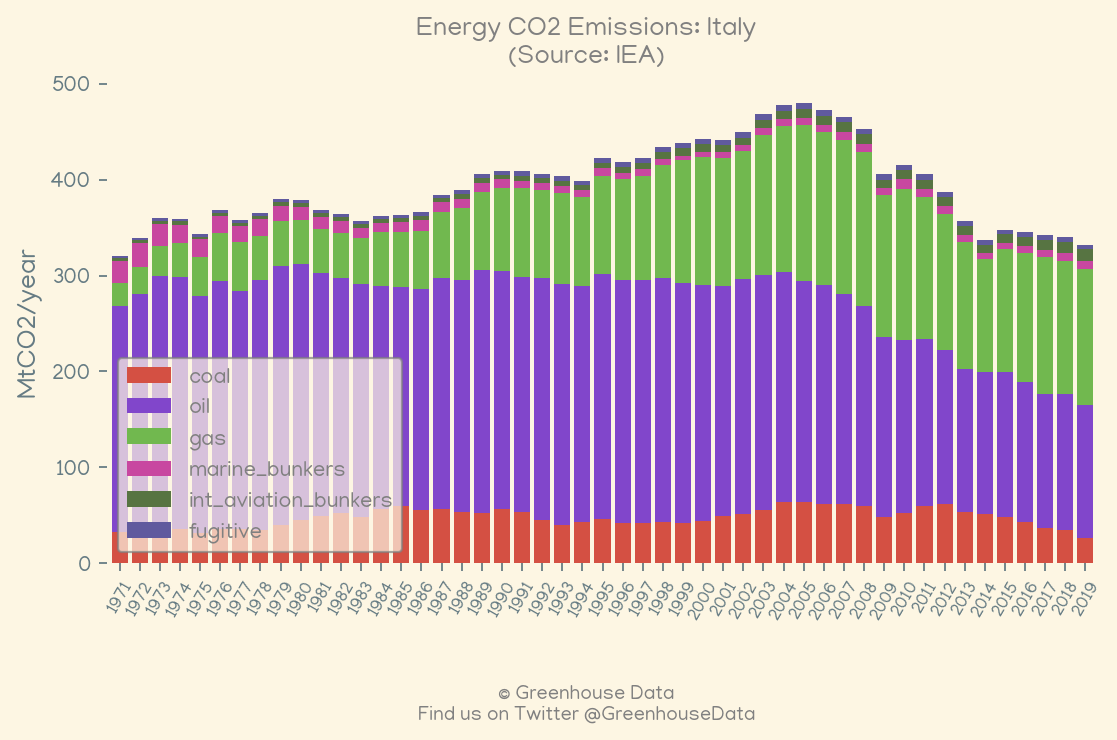 Energy CO2 Emissions: Italy
(Source: IEA)
MtCO2/year
500
400
300
200
100
0
coal
oil
gas
marine_bunkers
int_aviation_bunkers
fugitive
1971 1972 1973 1974 1975 1976 1977 1978 1979 1980 1981 1982 1983 1984 1985 1986 1987 1988 1989 1990 1991 1992 1993 1994 1995 1996 1997 1998 1999 2000 2001 2002 2003 2004 2005 2006 2007 2008 2009 2010 2011 2012 2013 2014 2015 2016 2017 2018 2019
© Greenhouse Data
Find us on Twitter @GreenhouseData